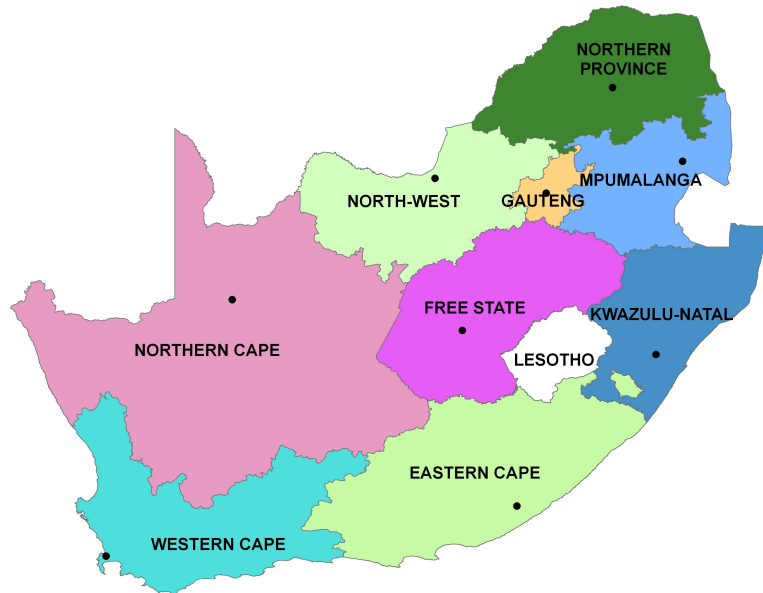 NORTHERN
PROVINCE
MPUMALANGA
NORTH-WEST
GAUTENG
FREE STATE
KWAZULU-NATAL
NORTHERN CAPE
LESOTHO
EASTERN CAPE
WESTERN CAPE